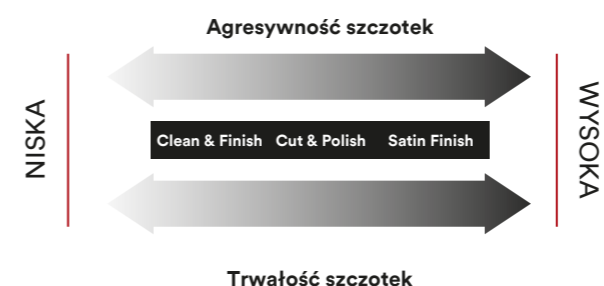 Agresywność szczotek
NISKA
WYSOKA
Clean & Finish Cut & Polish Satin Finish
Trwałość szczotek